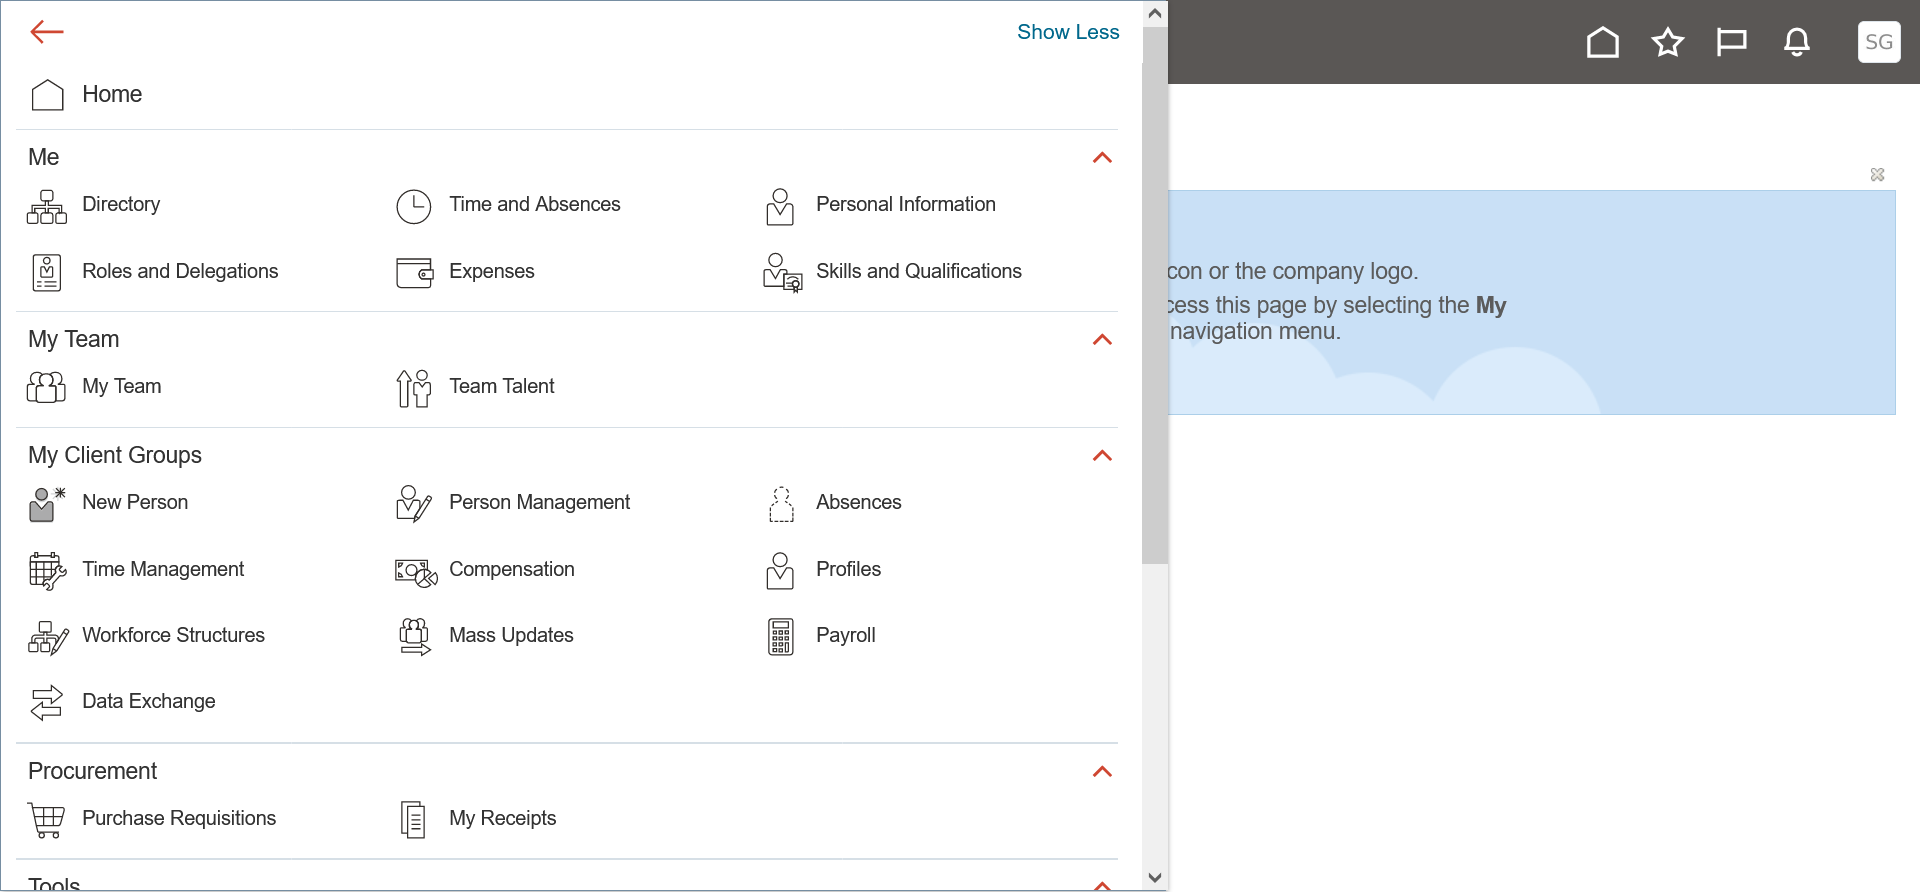 Show Less
SG
Home
Me
Directory
Time and Absences
Personal Information
Roles and Delegations
Expenses
Skills and Qualifications
con or the company logo.
cess this page by selecting the My
navigation menu.
My Team
My Team
Team Talent
My Client Groups
New Person
Person Management
Absences
Time Management
Compensation
Profiles
Workforce Structures
Mass Updates
Payroll
Data Exchange
Procurement
Purchase Requisitions
My Receipts
Tools